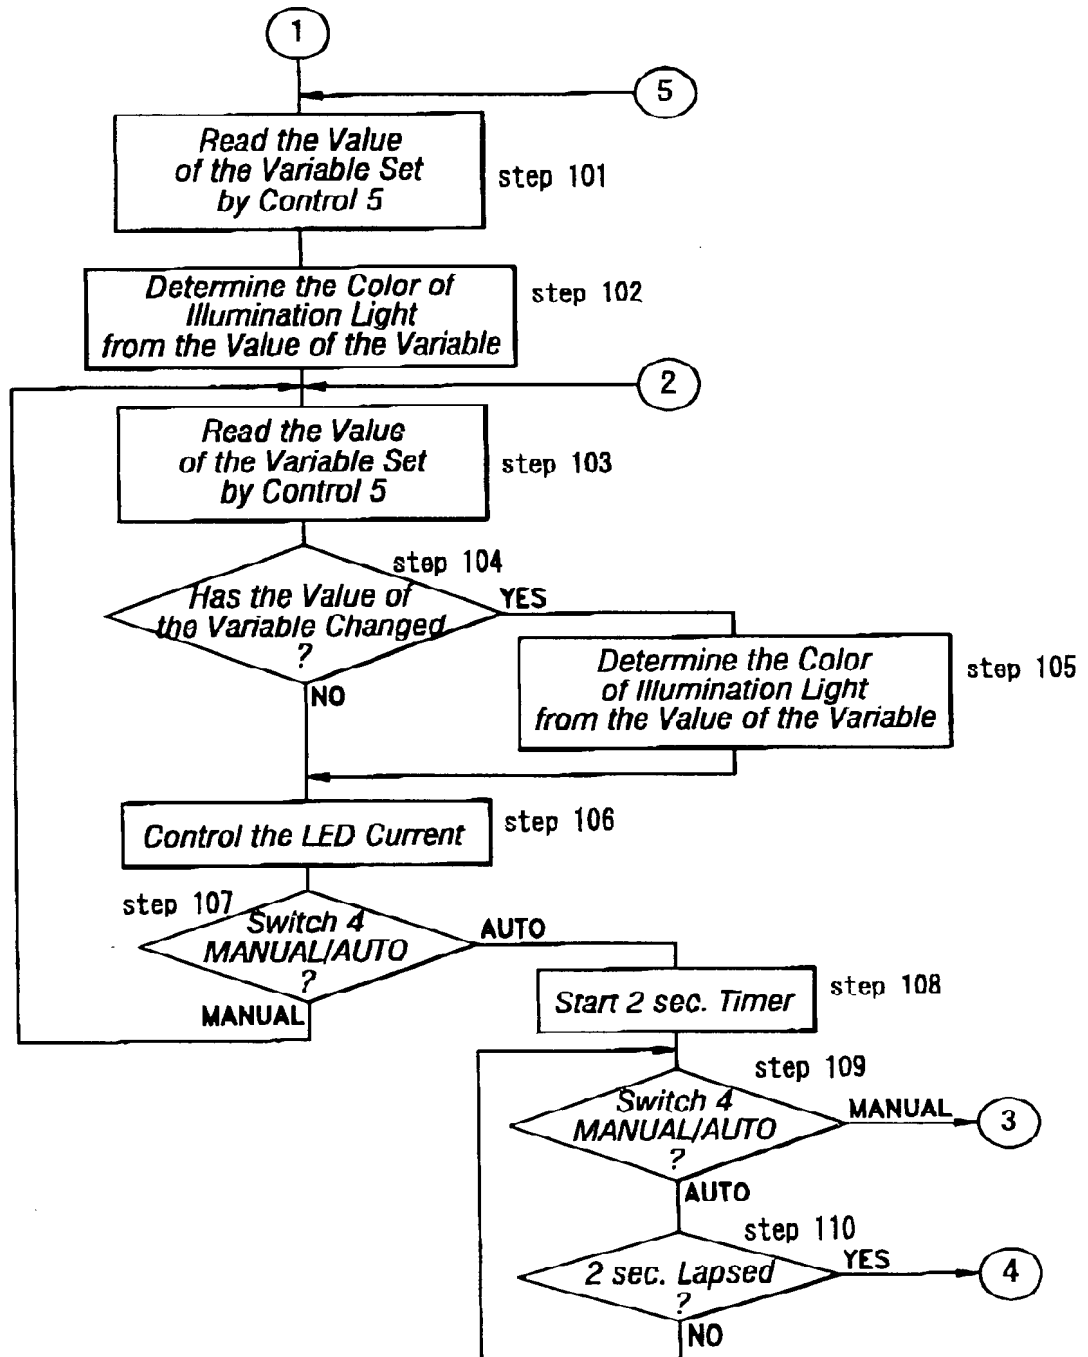 1
5
Read the Value
of the Variable Set
by Control 5
step 101
Determine the Color of
Illumination Light
from the Value of the Variable
step 102
2
Read the Value
of the Variable Set
by Control 5
step 103
step 104
Has the Value of
the Variable Changed
?
YES
NO
Determine the Color
of Illumination Light
from the Value of the Variable
step 105
Control the LED Current
step 106
step 107
Switch 4
MANUAL/AUTO
?
AUTO
MANUAL
Start 2 sec. Timer
step 108
step 109
Switch 4
MANUAL/AUTO
?
MANUAL
3
AUTO
step 110
2 sec. Lapsed
?
YES
4
NO